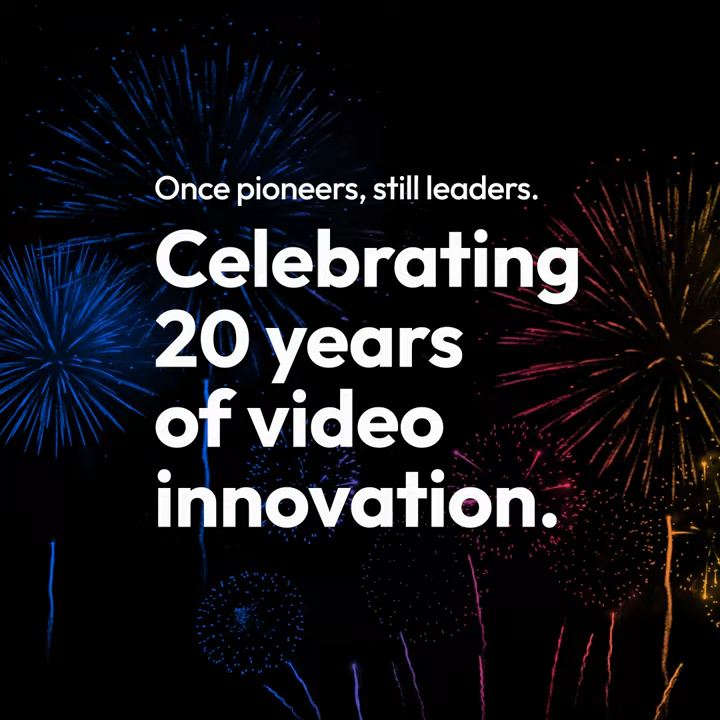 Once pioneers, still leaders.
Celebrating
20 years
of video
innovation.